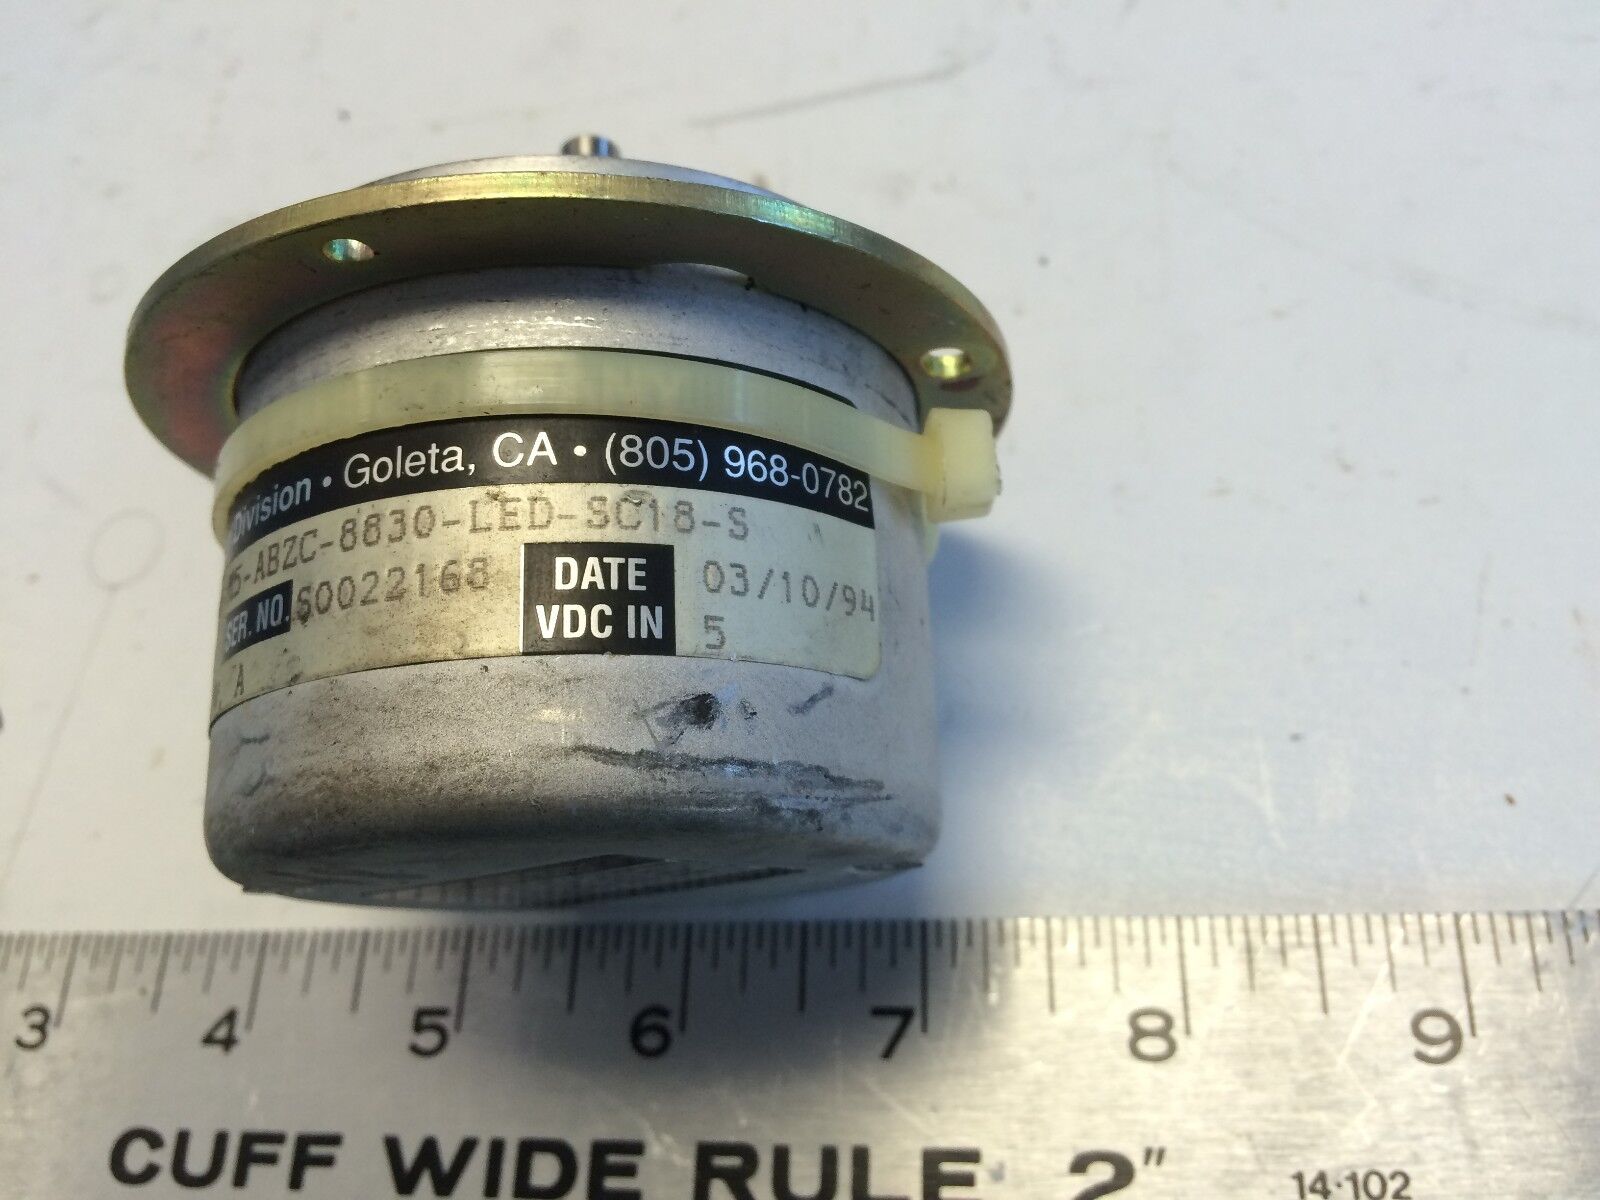 Division • Goleta, CA • (805) 968-0782
5-ABZC-8830-LED-SC18-S
SER. NO. S0022168 DATE 03/10/94
VDC IN 5
A
3 4 5 6 7 8 9
CUFF WIDE RULE 2" 14-102